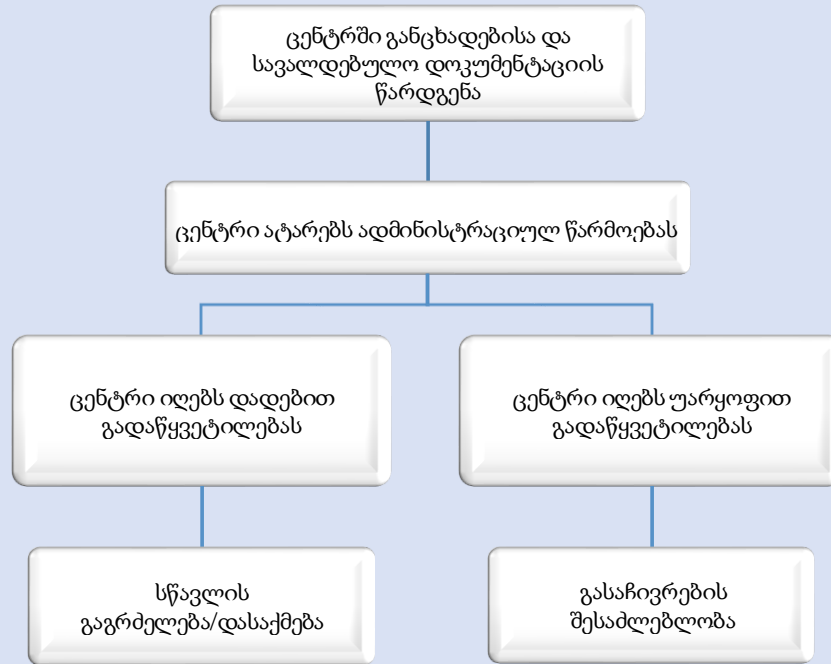 ცენტრში განცხადებისა და
სავალდებულო დოკუმენტაციის
წარდგენა
ცენტრი ატარებს ადმინისტრაციულ წარმოებას
ცენტრი იღებს დადებით
გადაწყვეტილებას
ცენტრი იღებს უარყოფით
გადაწყვეტილებას
სწავლის
გაგრძელება/დასაქმება
გასაჩივრების
შესაძლებლობა